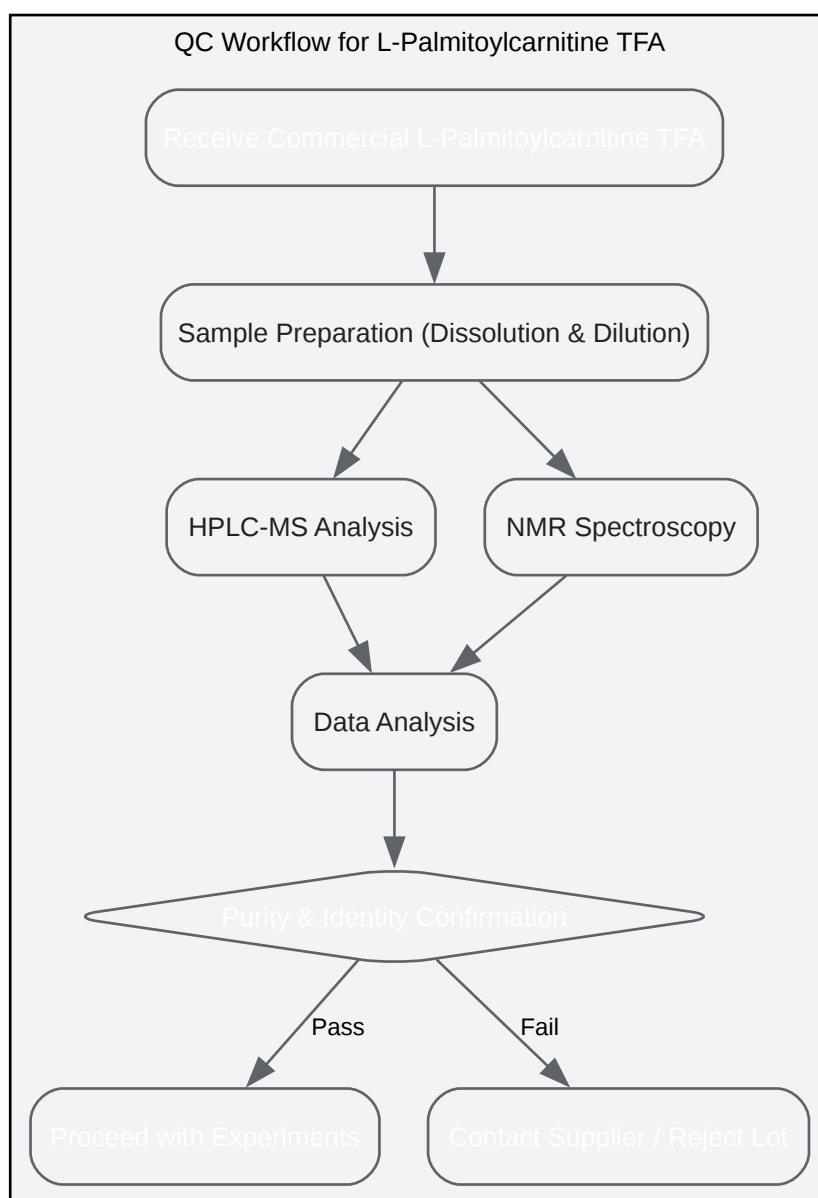 QC Workflow for L-Palmitoylcarnitine TFA
Receive Commercial L-Palmitoylcarnitine TFA
Sample Preparation (Dissolution & Dilution)
HPLC-MS Analysis
NMR Spectroscopy
Data Analysis
Purity & Identity Confirmation
Pass
Fail
Proceed with Experiments
Contact Supplier / Reject Lot